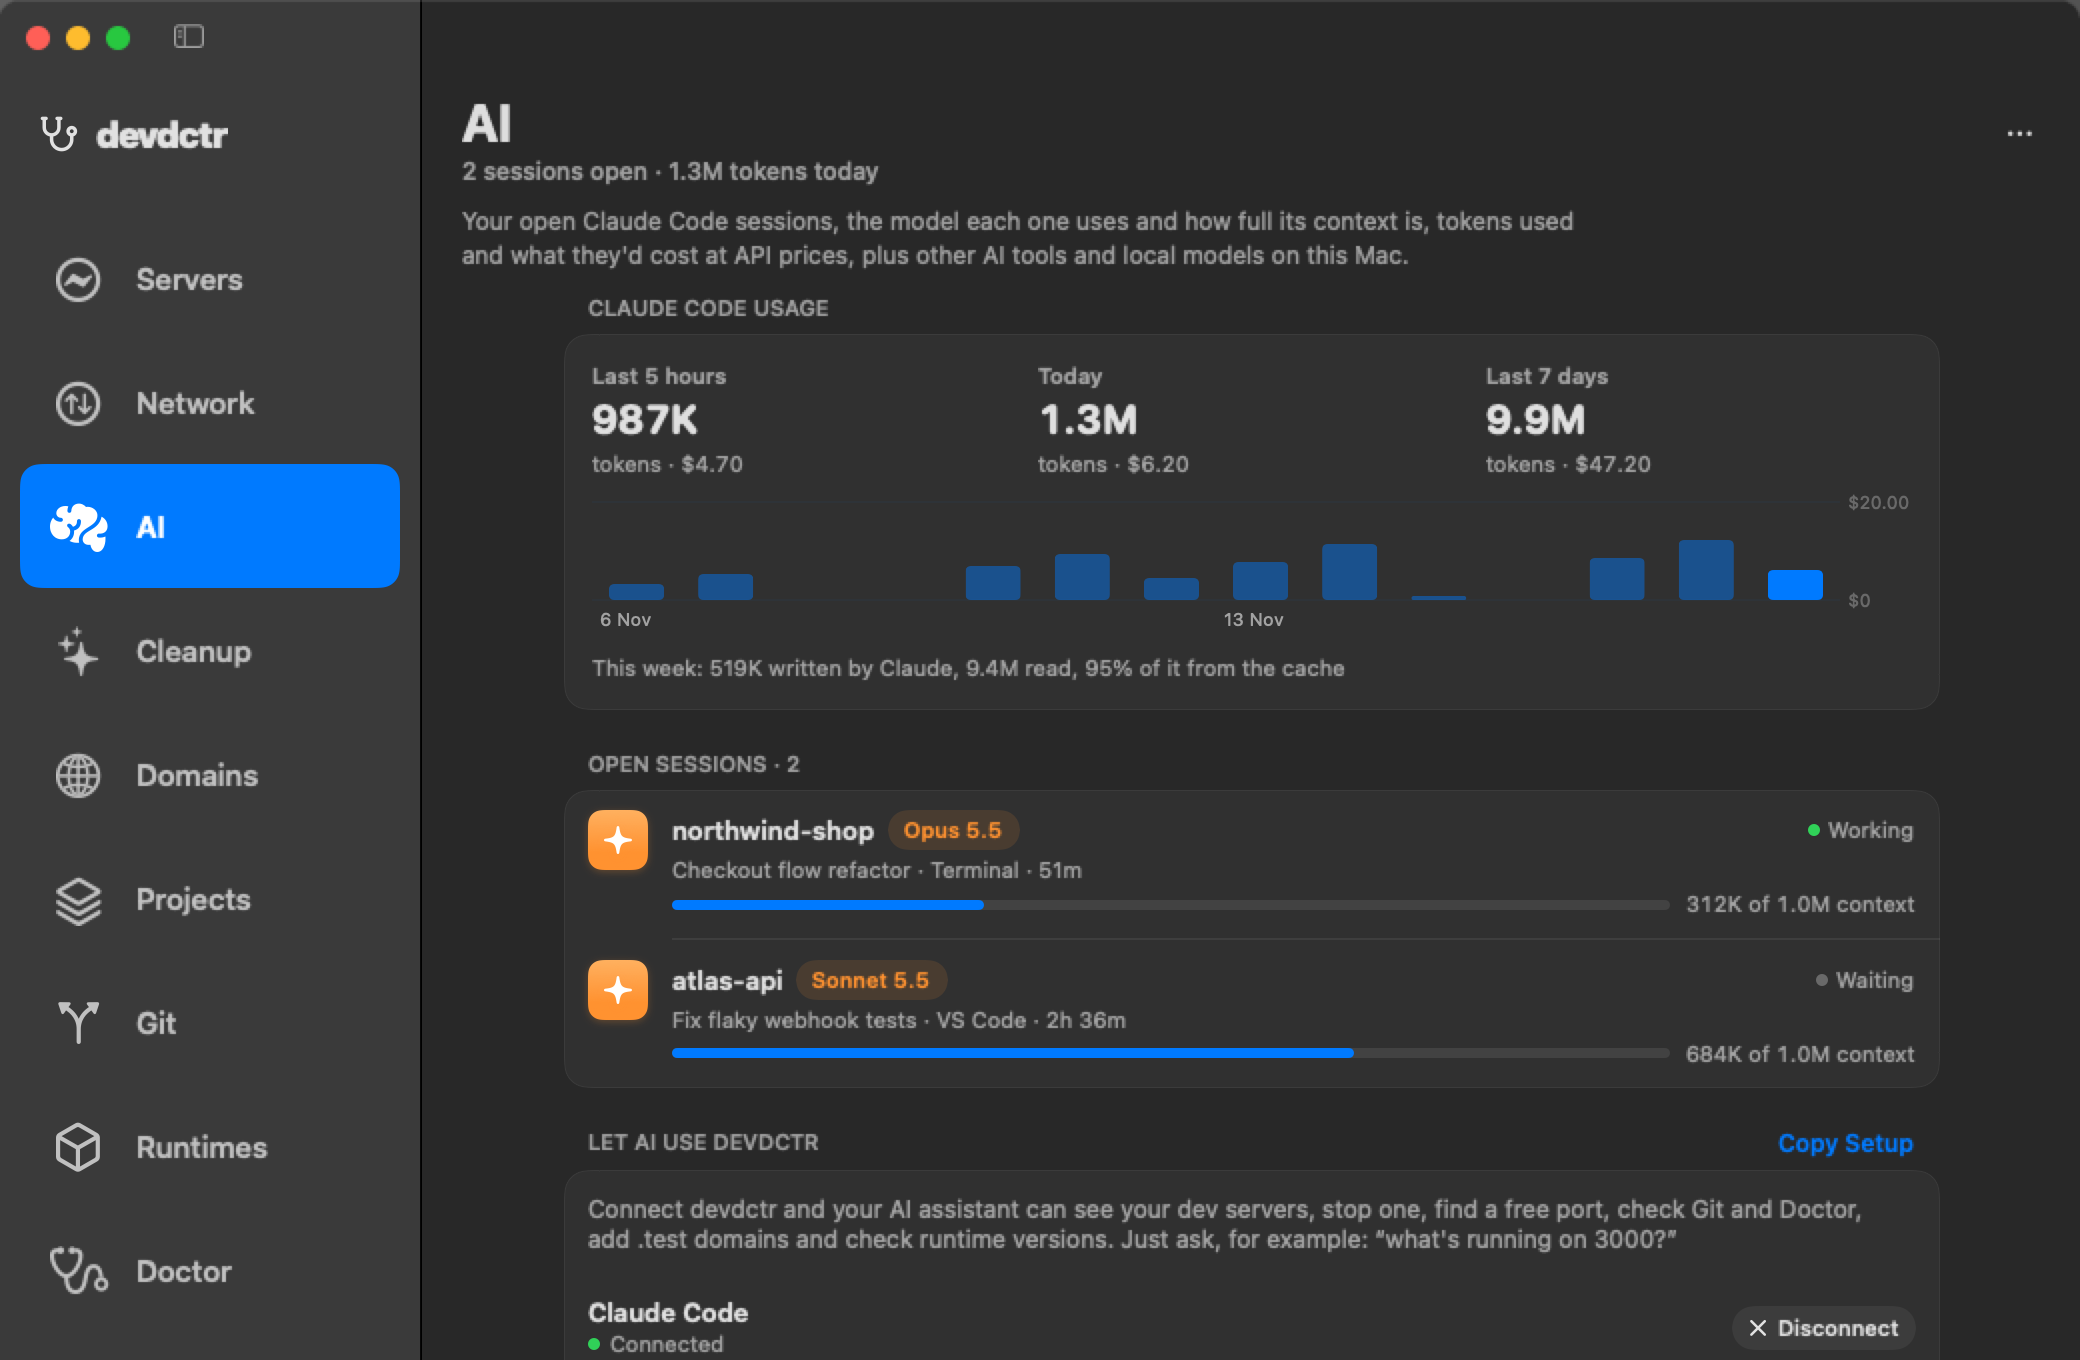 devdctr
Servers
Network
AI
Cleanup
Domains
Projects
Git
Runtimes
Doctor
AI
2 sessions open · 1.3M tokens today
Your open Claude Code sessions, the model each one uses and how full its context is, tokens used
and what they'd cost at API prices, plus other AI tools and local models on this Mac.
CLAUDE CODE USAGE
Last 5 hours
987K
tokens · $4.70
Today
1.3M
tokens · $6.20
Last 7 days
9.9M
tokens · $47.20
$20.00
$0
6 Nov
13 Nov
This week: 519K written by Claude, 9.4M read, 95% of it from the cache
OPEN SESSIONS · 2
northwind-shop Opus 5.5
Working
Checkout flow refactor · Terminal · 51m
312K of 1.0M context
atlas-api Sonnet 5.5
Waiting
Fix flaky webhook tests · VS Code · 2h 36m
684K of 1.0M context
LET AI USE DEVDCTR
Copy Setup
Connect devdctr and your AI assistant can see your dev servers, stop one, find a free port, check Git and Doctor,
add .test domains and check runtime versions. Just ask, for example: “what's running on 3000?”
Claude Code
Connected
Disconnect